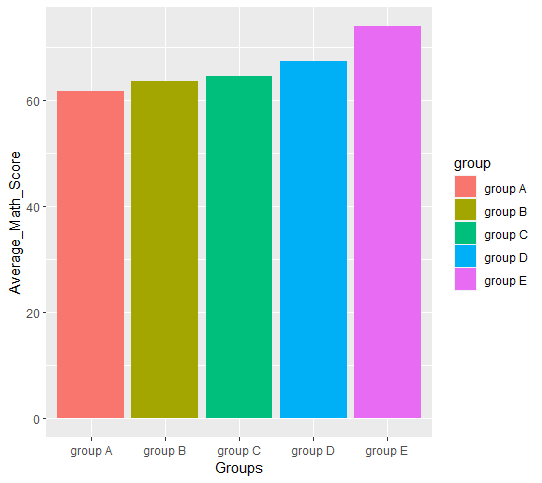 Average_Math_Score
60
40
20
0
group A
group B
group C
group D
group E
Groups
group
group A
group B
group C
group D
group E